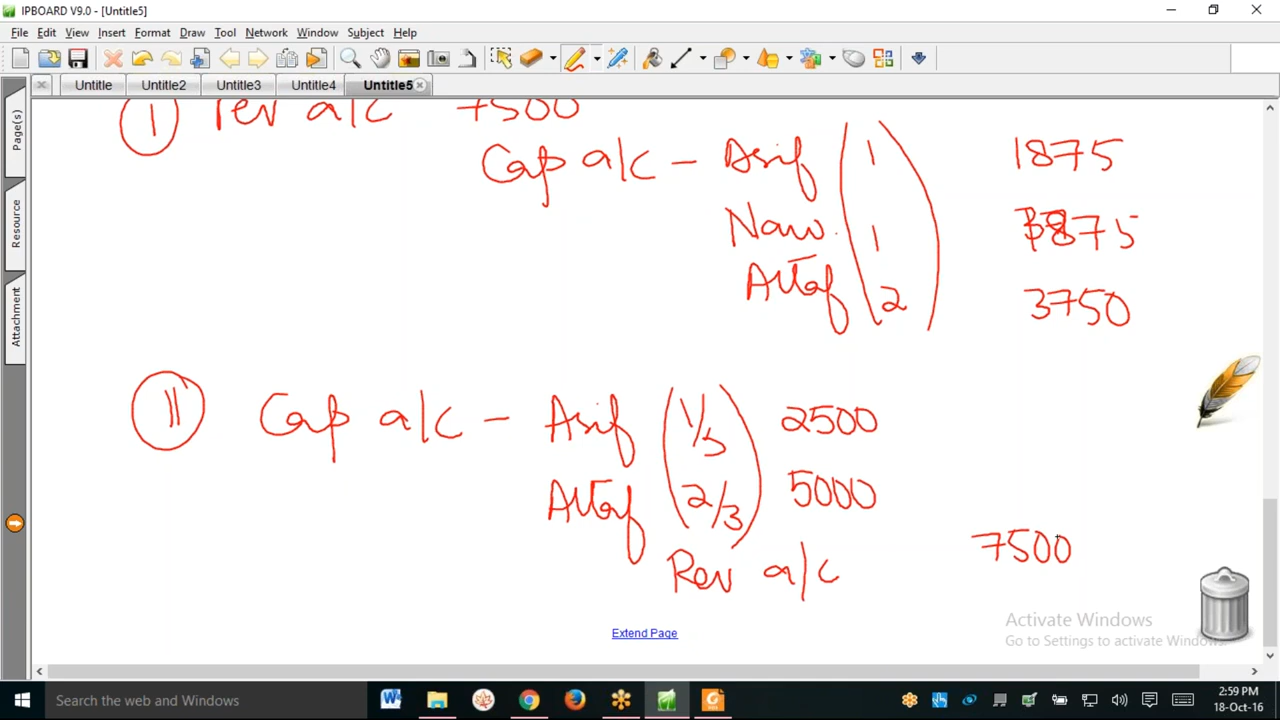 IPBOARD V9.0 - [Untitle5]
File Edit View Insert Format Draw Tool Network Window Subject Help
Untitle Untitle2 Untitle3 Untitle4 Untitle5
Page(s)
Resource
Attachment
I rev a/c 7500
Cap a/c - Asif 1 1875
Naw. 1 1875
Altaf 2 3750
II Cap a/c - Asif (1/3) 2500
Altaf 2/3 5000
Rev a/c 7500
Extend Page
Activate Windows
Go to Settings to activate Windows.
Search the web and Windows
2:59 PM
18-Oct-16